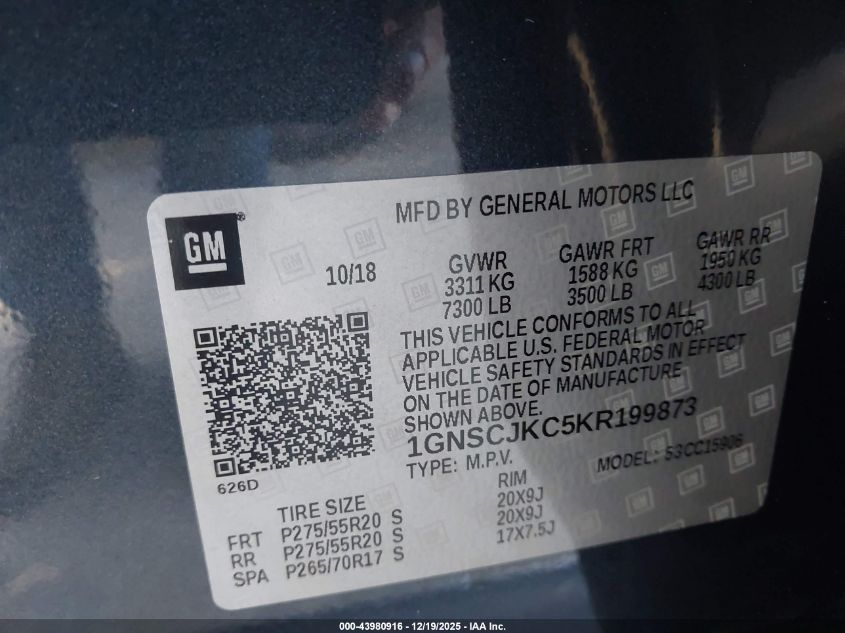 MFD BY GENERAL MOTORS LLC
GM®
10/18
GVWR GAWR FRT GAWR RR
3311 KG 1588 KG 1950 KG
7300 LB 3500 LB 4300 LB
THIS VEHICLE CONFORMS TO ALL
APPLICABLE U.S. FEDERAL MOTOR
VEHICLE SAFETY STANDARDS IN EFFECT
ON THE DATE OF MANUFACTURE
SHOWN ABOVE.
1GNSCJKC5KR199873
TYPE: M.P.V. MODEL: 53CC15906
626D
TIRE SIZE RIM
FRT P275/55R20 S 20X9J
RR P275/55R20 S 20X9J
SPA P265/70R17 S 17X7.5J
000-43980916 - 12/19/2025 - IAA Inc.